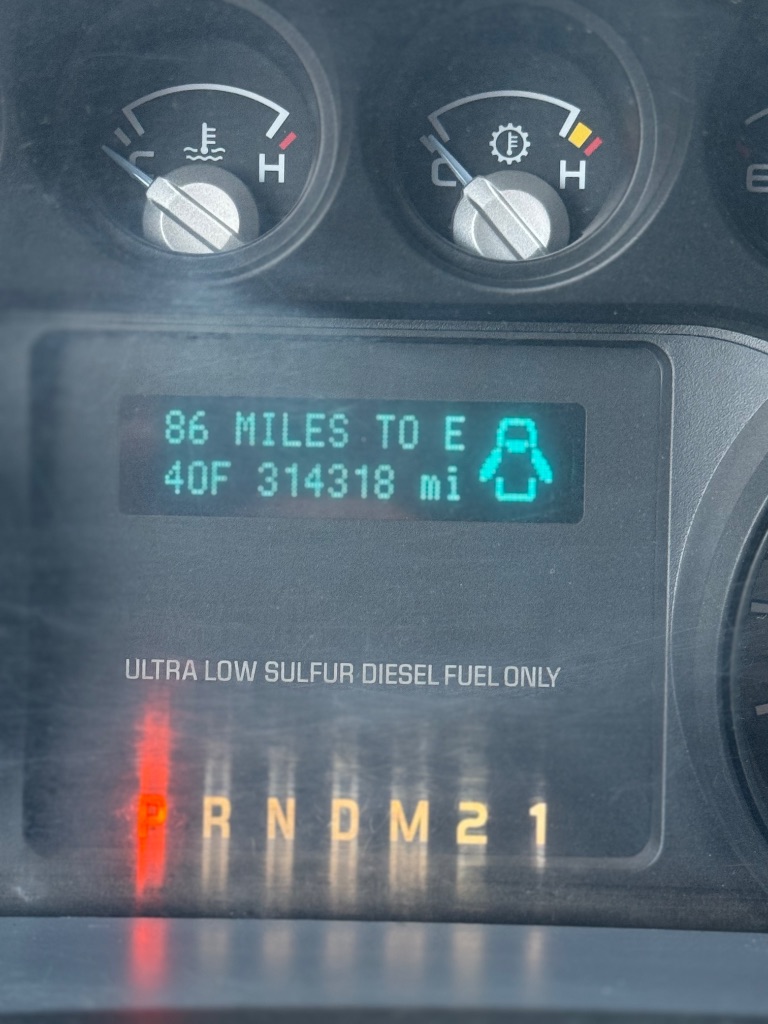 C H
C H
E
86 MILES TO E
40F 314318 mi
ULTRA LOW SULFUR DIESEL FUEL ONLY
P R N D M 2 1